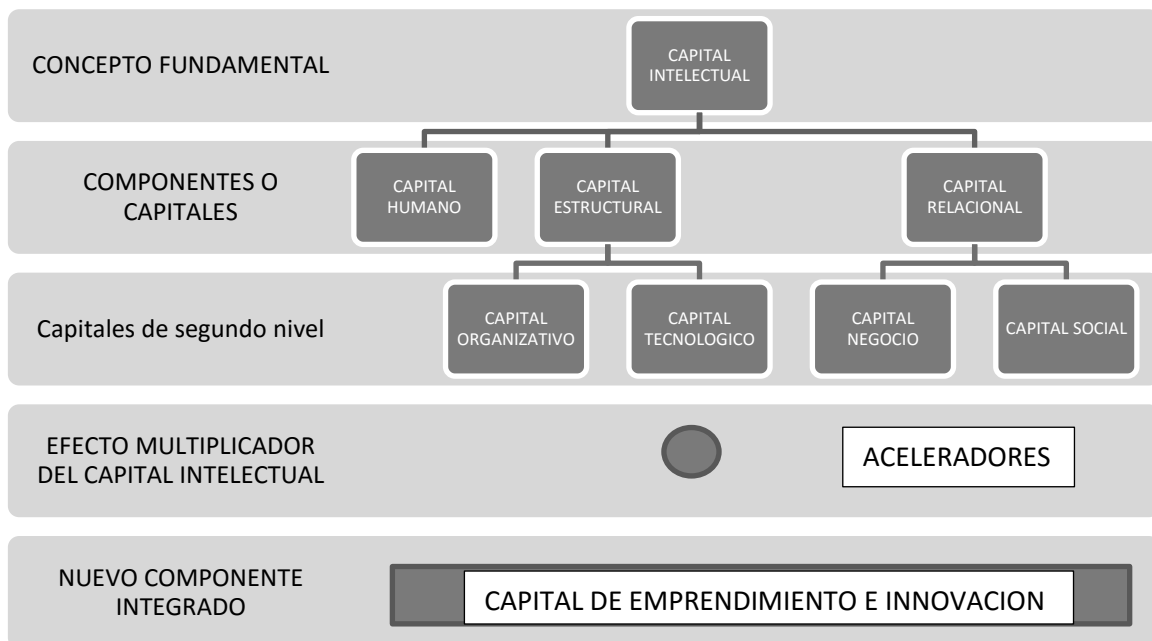 CONCEPTO FUNDAMENTAL
CAPITAL
INTELECTUAL
COMPONENTES O
CAPITALES
CAPITAL
HUMANO
CAPITAL
ESTRUCTURAL
CAPITAL
RELACIONAL
Capitales de segundo nivel
CAPITAL
ORGANIZATIVO
CAPITAL
TECNOLOGICO
CAPITAL
NEGOCIO
CAPITAL SOCIAL
EFECTO MULTIPLICADOR
DEL CAPITAL INTELECTUAL
ACELERADORES
NUEVO COMPONENTE
INTEGRADO
CAPITAL DE EMPRENDIMIENTO E INNOVACION